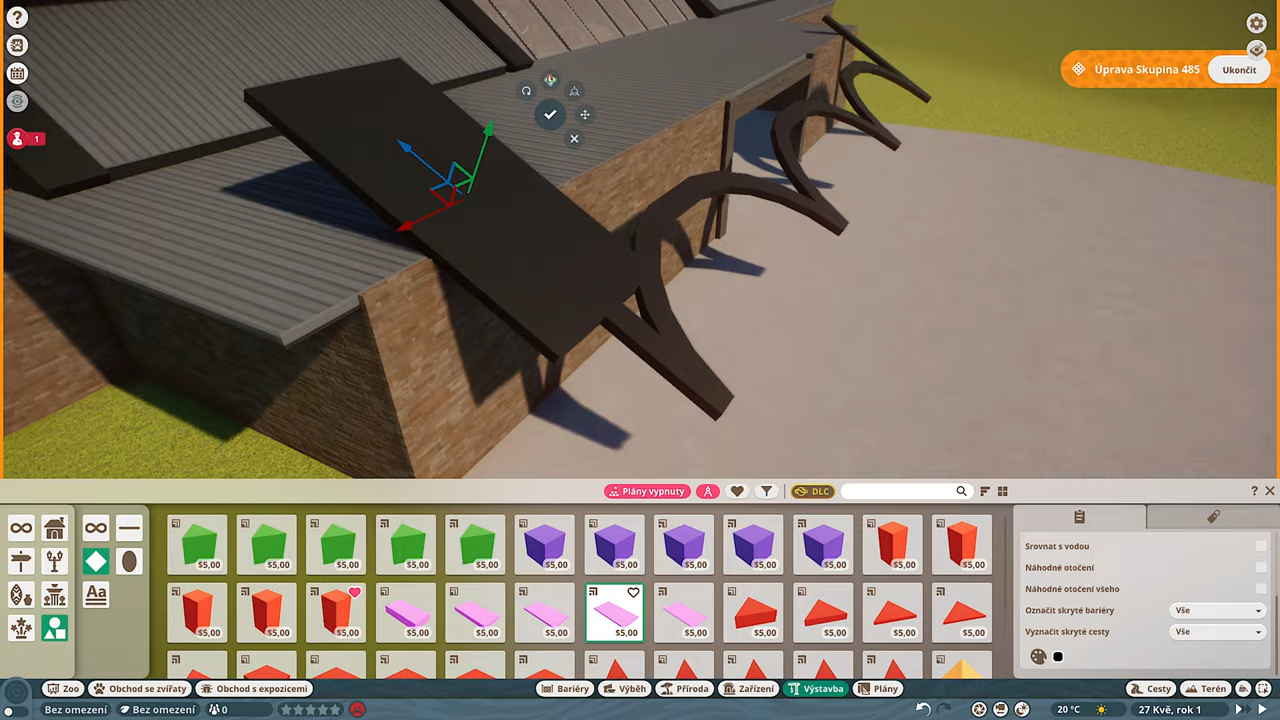 ?
Úprava Skupina 485
Ukončit
1
Plány vypnuty
DLC
?
$5,00 $5,00 $5,00 $5,00 $5,00 $5,00 $5,00 $5,00 $5,00 $5,00 $5,00 $5,00
$5,00 $5,00 $5,00 $5,00 $5,00 $5,00 $5,00 $5,00 $5,00 $5,00 $5,00 $5,00
Aa
Srovnat s vodou
Náhodné otočení
Náhodné otočení všeho
Označit skryté bariéry
Vše
Vyznačit skryté cesty
Vše
Zoo
Obchod se zvířaty
Obchod s expozicemi
Bariéry
Výběh
Příroda
Zařízení
Výstavba
Plány
Cesty
Terén
Bez omezení
Bez omezení
0
20 °C
27 Kvě, rok 1